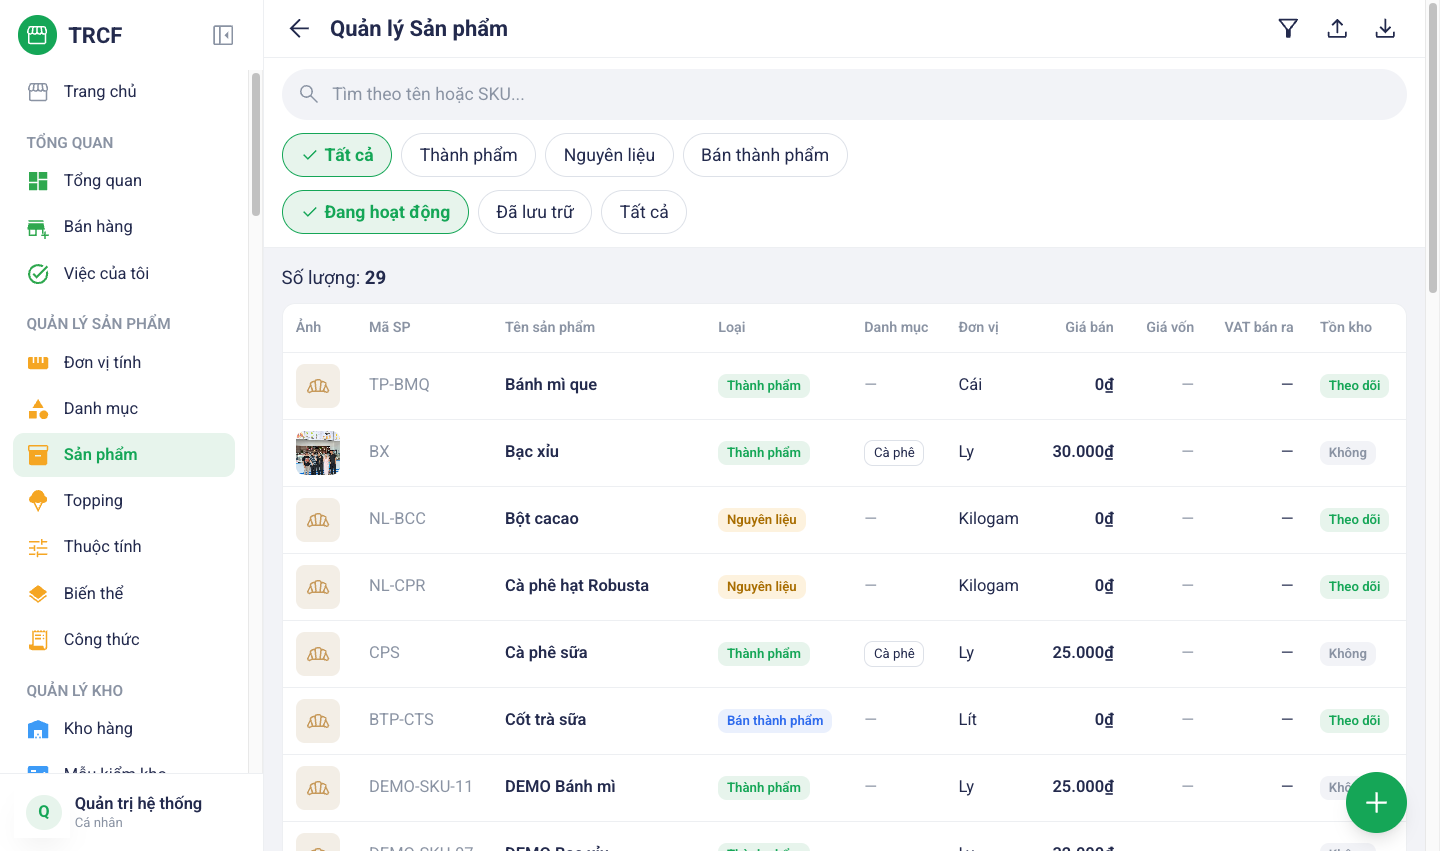 TRCF
Trang chủ
TỔNG QUAN
Tổng quan
Bán hàng
Việc của tôi
QUẢN LÝ SẢN PHẨM
Đơn vị tính
Danh mục
Sản phẩm
Topping
Thuộc tính
Biến thể
Công thức
QUẢN LÝ KHO
Kho hàng
Mẫu kiểm kho
Q
Quản trị hệ thống
Cá nhân
Quản lý Sản phẩm
Tìm theo tên hoặc SKU...
Tất cả Thành phẩm Nguyên liệu Bán thành phẩm
Đang hoạt động Đã lưu trữ Tất cả
Số lượng: 29
Ảnh Mã SP Tên sản phẩm Loại Danh mục Đơn vị Giá bán Giá vốn VAT bán ra Tồn kho
TP-BMQ Bánh mì que Thành phẩm — Cái 0₫ — — Theo dõi
BX Bạc xỉu Thành phẩm Cà phê Ly 30.000₫ — — Không
NL-BCC Bột cacao Nguyên liệu — Kilogam 0₫ — — Theo dõi
NL-CPR Cà phê hạt Robusta Nguyên liệu — Kilogam 0₫ — — Theo dõi
CPS Cà phê sữa Thành phẩm Cà phê Ly 25.000₫ — — Không
BTP-CTS Cốt trà sữa Bán thành phẩm — Lít 0₫ — — Theo dõi
DEMO-SKU-11 DEMO Bánh mì Thành phẩm — Ly 25.000₫ — —